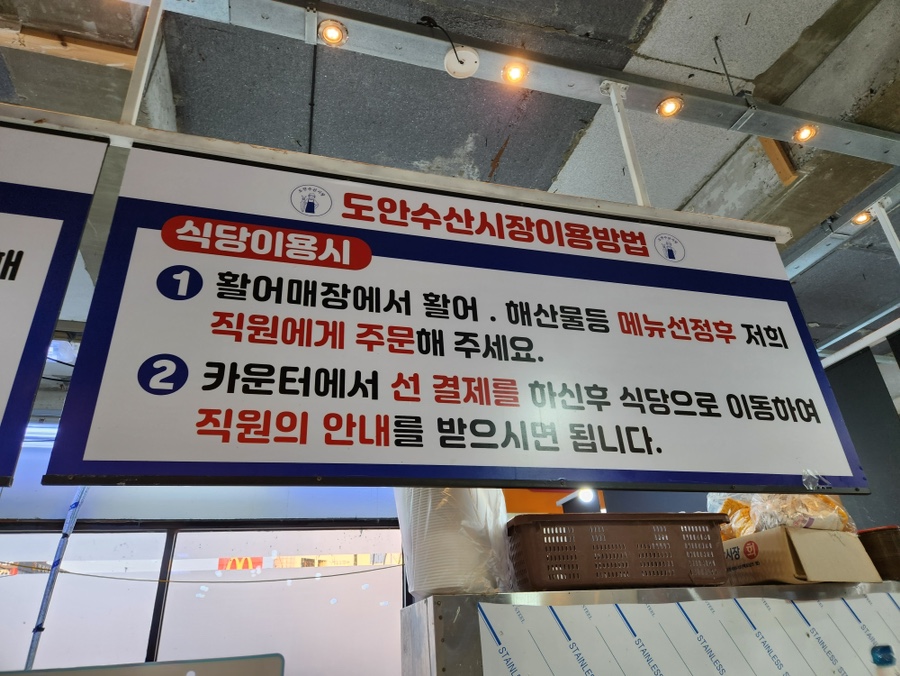 도안수산시장이용방법
식당이용시
1 활어매장에서 활어 . 해산물등 메뉴선정후 저희
직원에게 주문해 주세요.
2 카운터에서 선 결제를 하신후 식당으로 이동하여
직원의 안내를 받으시면 됩니다.
STAINLESS
STAINLESS
STAINLESS
STAINLESS